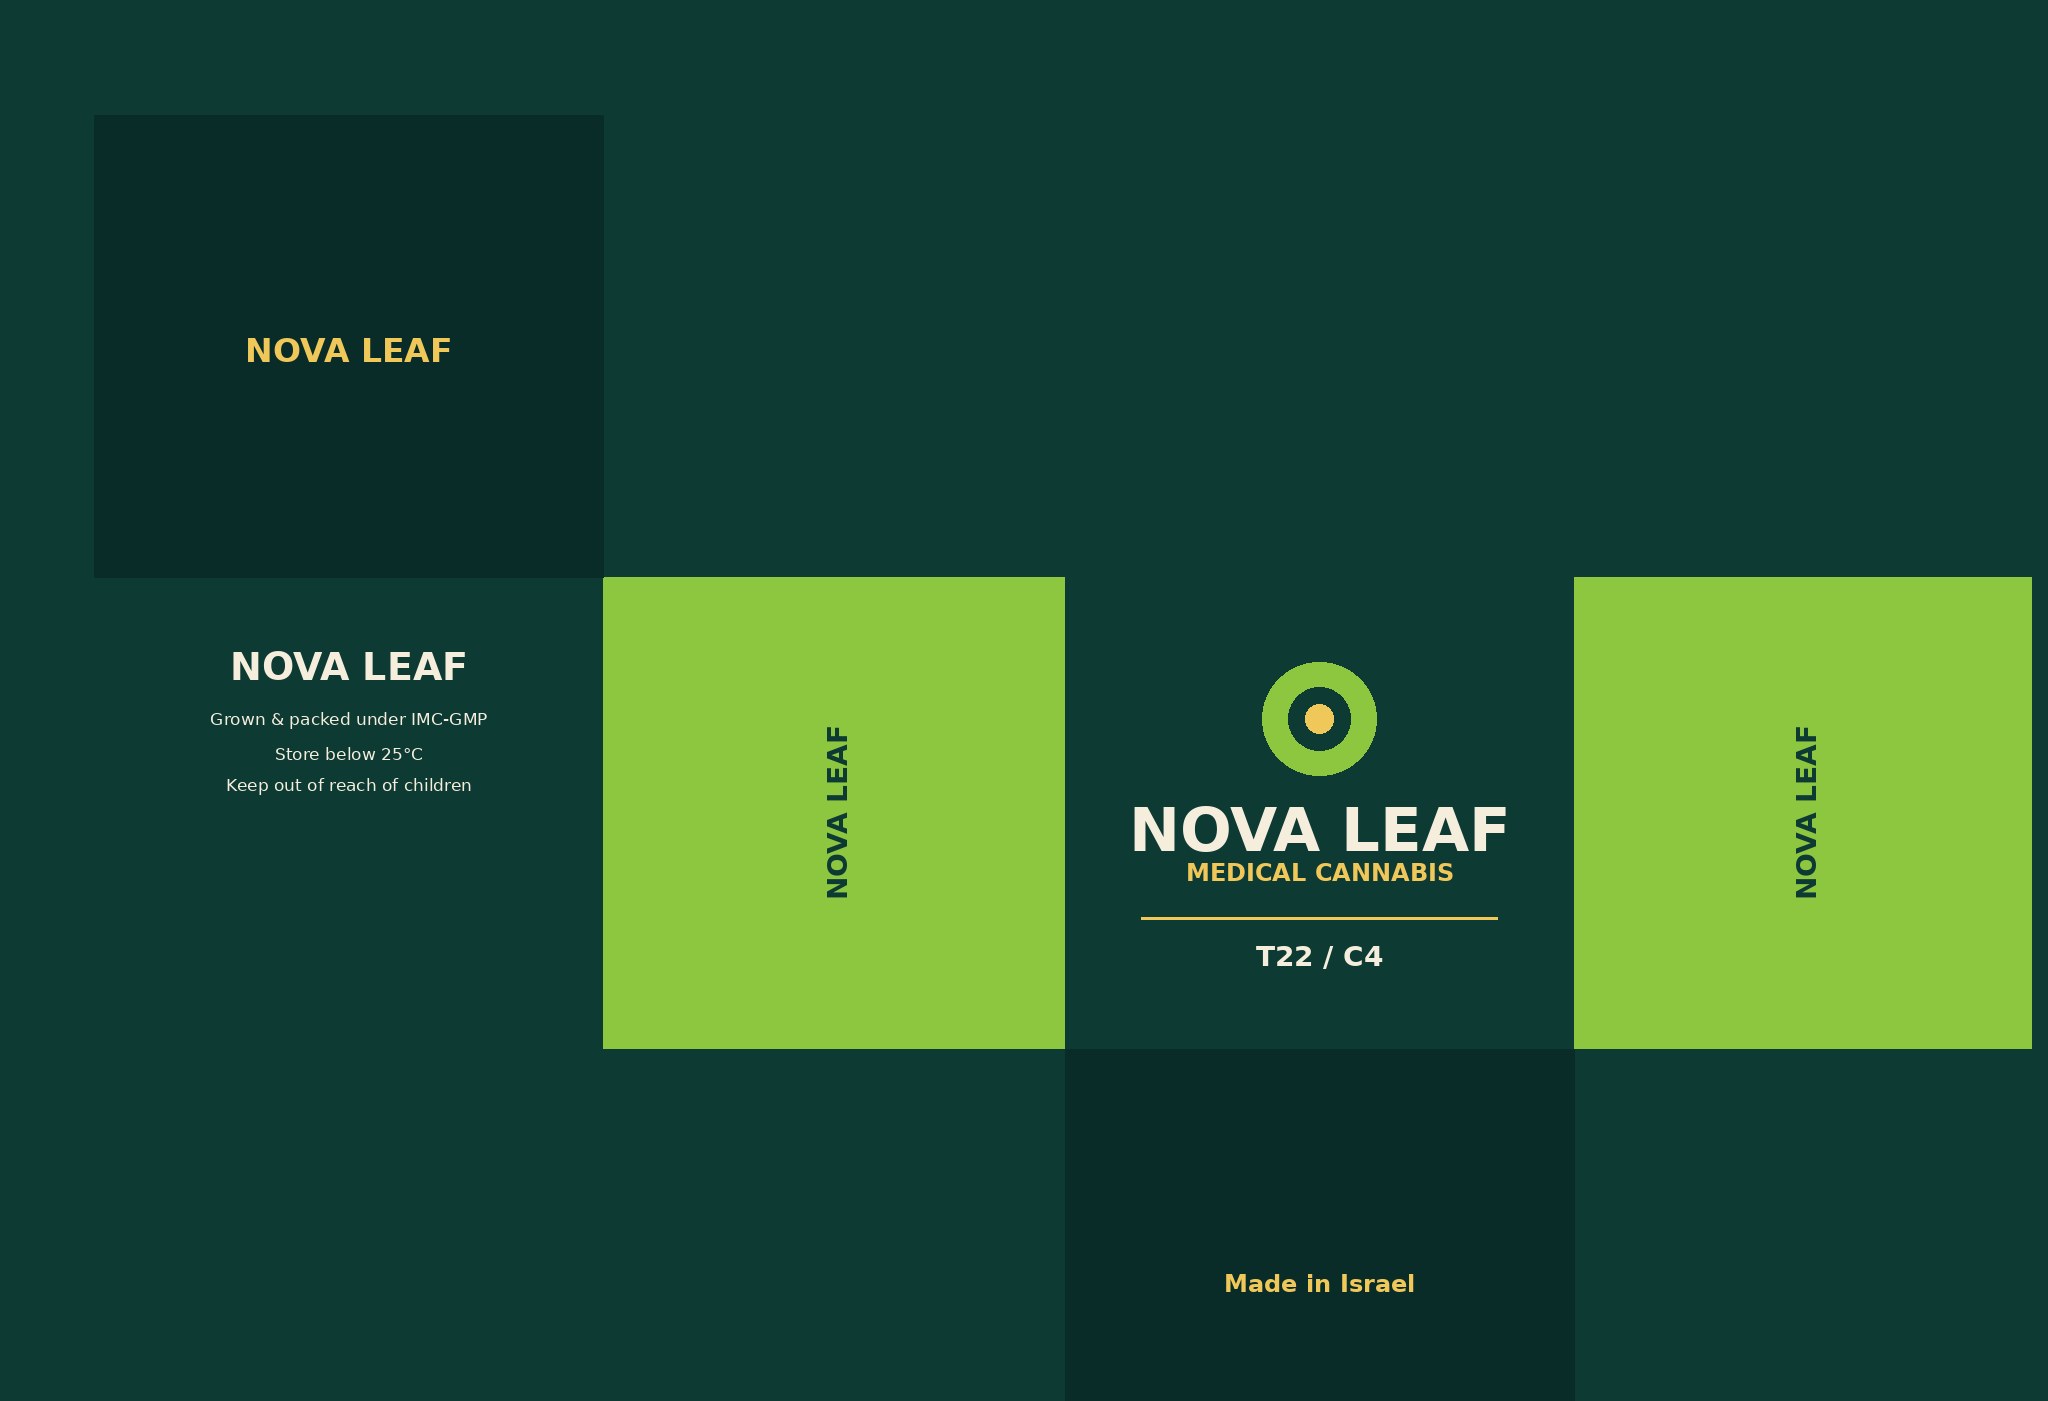 NOVA LEAF
NOVA LEAF
Grown & packed under IMC-GMP
Store below 25°C
Keep out of reach of children
NOVA LEAF
NOVA LEAF
MEDICAL CANNABIS
T22 / C4
NOVA LEAF
Made in Israel